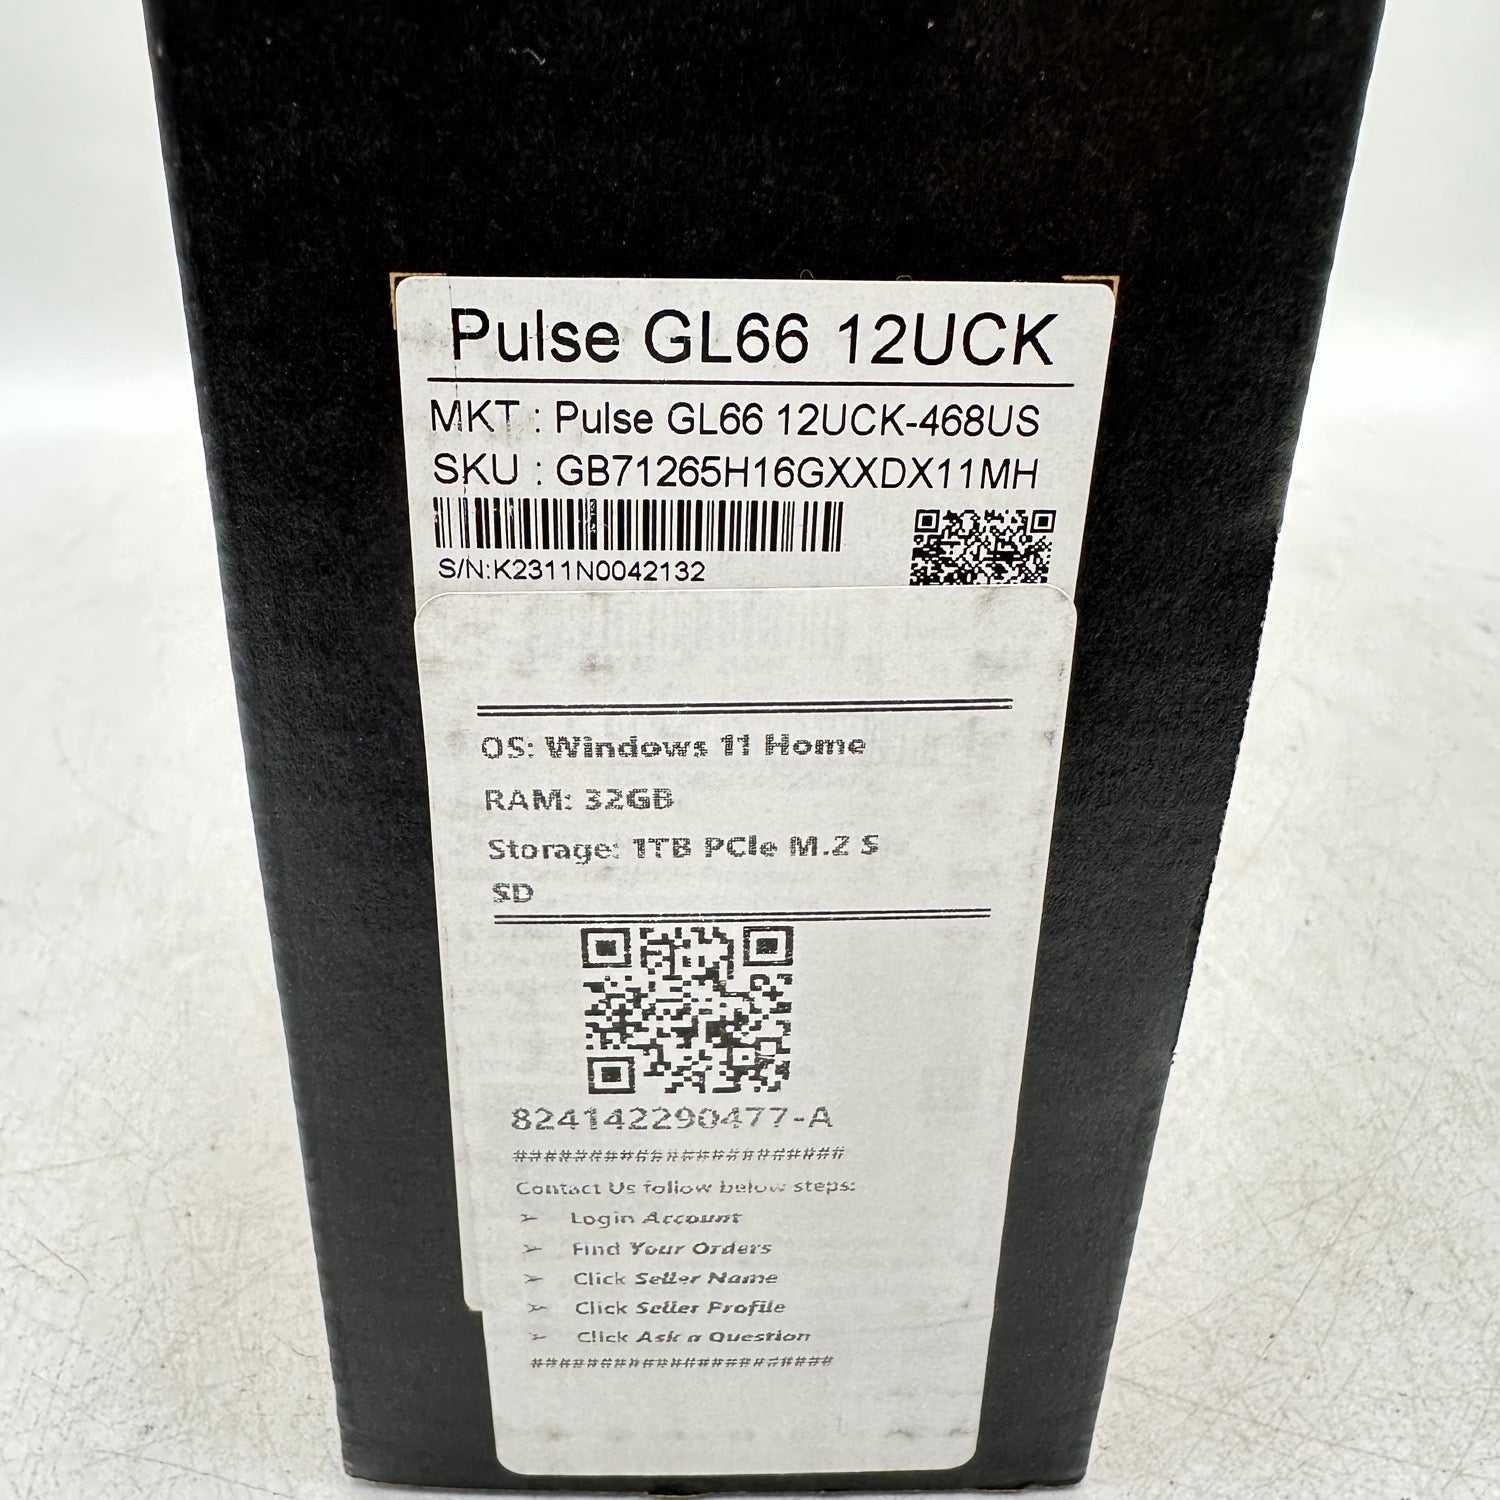 Pulse GL66 12UCK
MKT : Pulse GL66 12UCK-468US
SKU : GB71265H16GXXDX11MH
S/N:K2311N0042132
OS: Windows 11 Home
RAM: 32GB
Storage: 1TB PCIe M.2 S
SD
824142290477-A
######################
Contact Us follow below steps:
➢ Login Account
➢ Find Your Orders
➢ Click Seller Name
➢ Click Seller Profile
➢ Click Ask a Question
######################